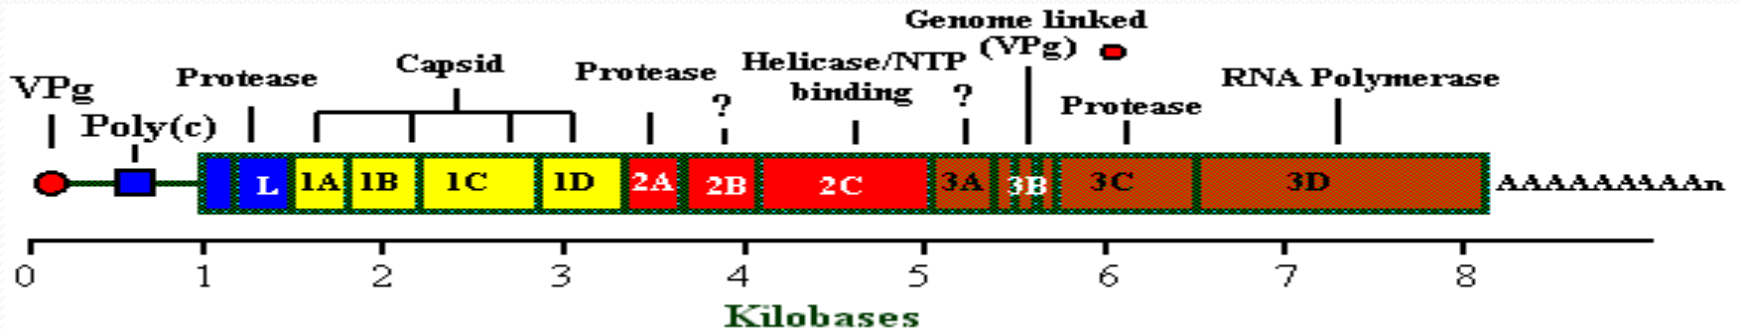 Genome linked
(VPg)
VPg
Protease
Capsid
Protease
?
Helicase/NTP
binding
?
Protease
RNA Polymerase
Poly(c)
L 1A 1B 1C 1D 2A 2B 2C 3A 3B 3C 3D AAAAAAAAAn
0 1 2 3 4 5 6 7 8
Kilobases